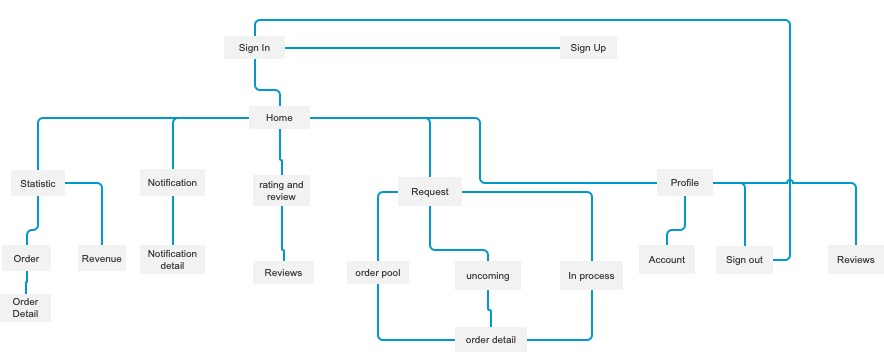 Sign In
Sign Up
Home
Statistic
Notification
rating and
review
Request
Profile
Order
Revenue
Notification
detail
Reviews
order pool
uncoming
In process
Account
Sign out
Reviews
Order
Detail
order detail